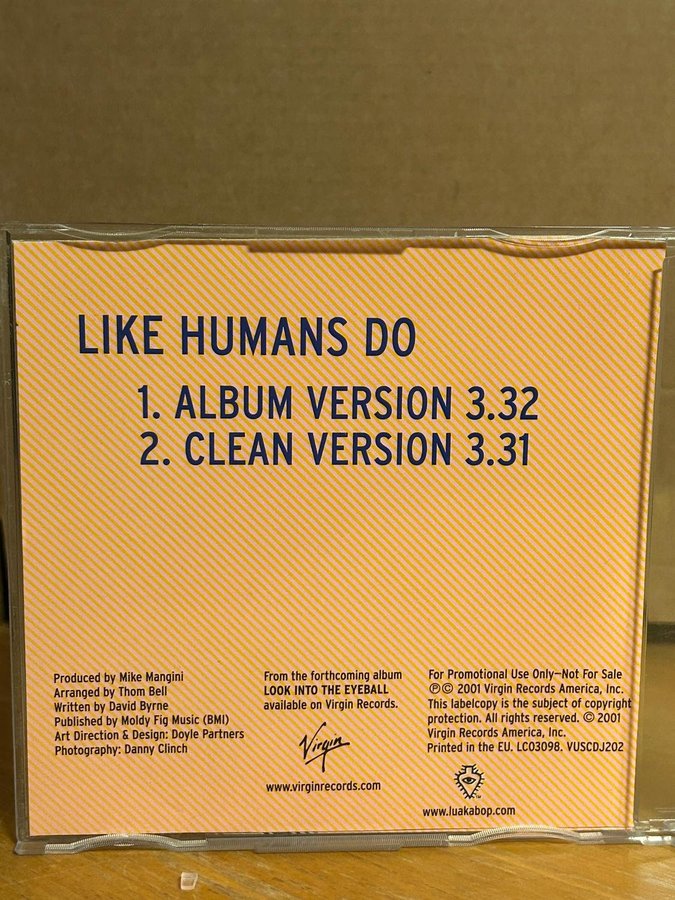 LIKE HUMANS DO
1. ALBUM VERSION 3.32
2. CLEAN VERSION 3.31
Produced by Mike Mangini
Arranged by Thom Bell
Written by David Byrne
Published by Moldy Fig Music (BMI)
Art Direction & Design: Doyle Partners
Photography: Danny Clinch
From the forthcoming album
LOOK INTO THE EYEBALL
available on Virgin Records.
Virgin
www.virginrecords.com
For Promotional Use Only—Not For Sale
℗© 2001 Virgin Records America, Inc.
This labelcopy is the subject of copyright
protection. All rights reserved. © 2001
Virgin Records America, Inc.
Printed in the EU. LC03098. VUSCDJ202
TM
www.luakabop.com